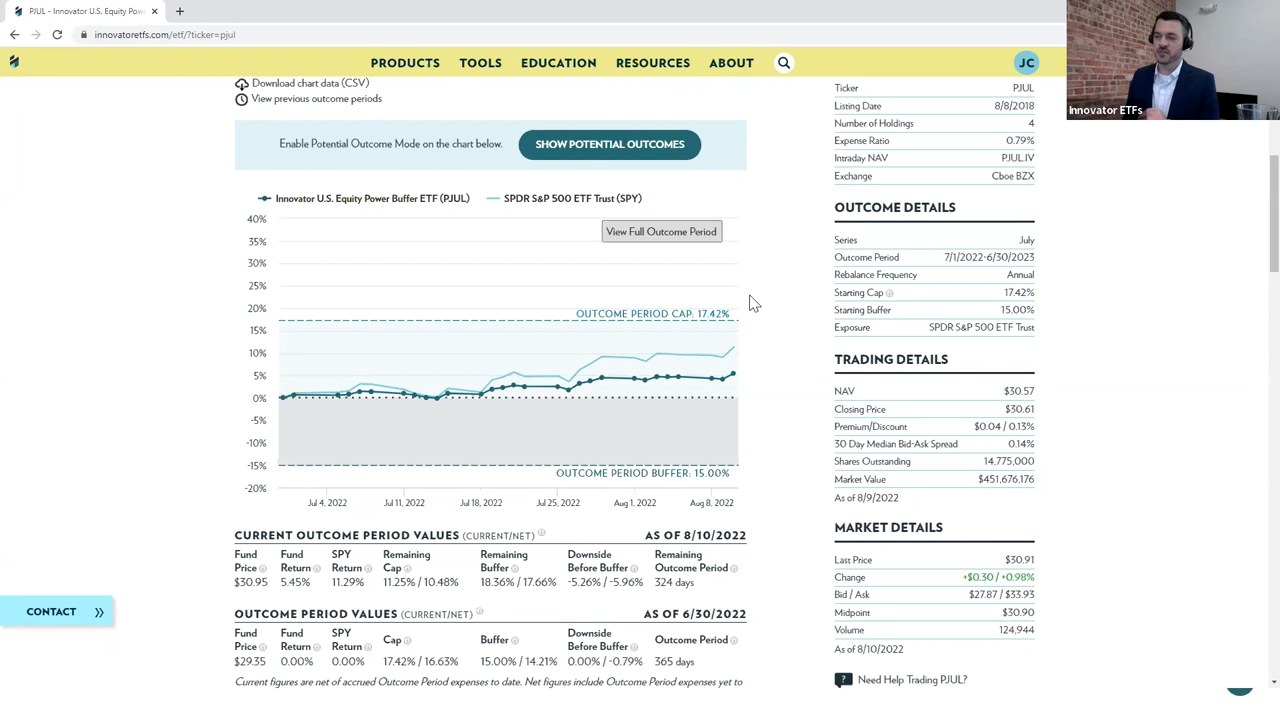 PJUL - Innovator U.S. Equity Pow
innovatoretfs.com/etf/?ticker=pjul
PRODUCTS TOOLS EDUCATION RESOURCES ABOUT
JC
Innovator ETFs
Download chart data (CSV)
View previous outcome periods
Enable Potential Outcome Mode on the chart below.
SHOW POTENTIAL OUTCOMES
Innovator U.S. Equity Power Buffer ETF (PJUL) SPDR S&P 500 ETF Trust (SPY)
View Full Outcome Period
40%
35%
30%
25%
20%
15%
10%
5%
0%
-5%
-10%
-15%
-20%
OUTCOME PERIOD CAP: 17.42%
OUTCOME PERIOD BUFFER: 15.00%
Jul 4, 2022 Jul 11, 2022 Jul 18, 2022 Jul 25, 2022 Aug 1, 2022 Aug 8, 2022
CURRENT OUTCOME PERIOD VALUES (CURRENT/NET) AS OF 8/10/2022
Fund Price Fund Return SPY Return Remaining Cap Remaining Buffer Downside Before Buffer Remaining Outcome Period
$30.95 5.45% 11.29% 11.25% / 10.48% 18.36% / 17.66% -5.26% / -5.96% 324 days
OUTCOME PERIOD VALUES (CURRENT/NET) AS OF 6/30/2022
Fund Price Fund Return SPY Return Cap Buffer Downside Before Buffer Outcome Period
$29.35 0.00% 0.00% 17.42% / 16.63% 15.00% / 14.21% 0.00% / -0.79% 365 days
Current figures are net of accrued Outcome Period expenses to date. Net figures include Outcome Period expenses yet to
CONTACT
Ticker PJUL
Listing Date 8/8/2018
Number of Holdings 4
Expense Ratio 0.79%
Intraday NAV PJUL.IV
Exchange Cboe BZX
OUTCOME DETAILS
Series July
Outcome Period 7/1/2022-6/30/2023
Rebalance Frequency Annual
Starting Cap 17.42%
Starting Buffer 15.00%
Exposure SPDR S&P 500 ETF Trust
TRADING DETAILS
NAV $30.57
Closing Price $30.61
Premium/Discount $0.04 / 0.13%
30 Day Median Bid-Ask Spread 0.14%
Shares Outstanding 14,775,000
Market Value $451,676,176
As of 8/9/2022
MARKET DETAILS
Last Price $30.91
Change +$0.30 / +0.98%
Bid / Ask $27.87 / $33.93
Midpoint $30.90
Volume 124,944
As of 8/10/2022
Need Help Trading PJUL?